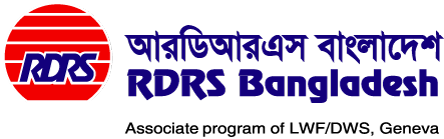 RDRS
আরডিআরএস বাংলাদেশ
RDRS Bangladesh
Associate program of LWF/DWS, Geneva